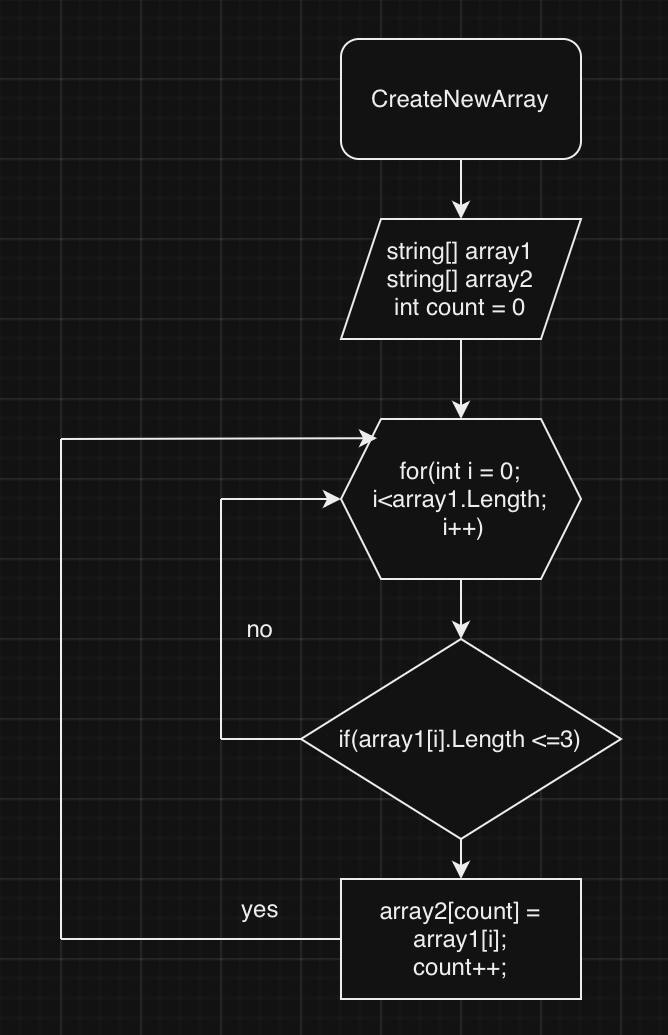 CreateNewArray
string[] array1
string[] array2
int count = 0
for(int i = 0;
i<array1.Length;
i++)
no
if(array1[i].Length <=3)
yes
array2[count] =
array1[i];
count++;